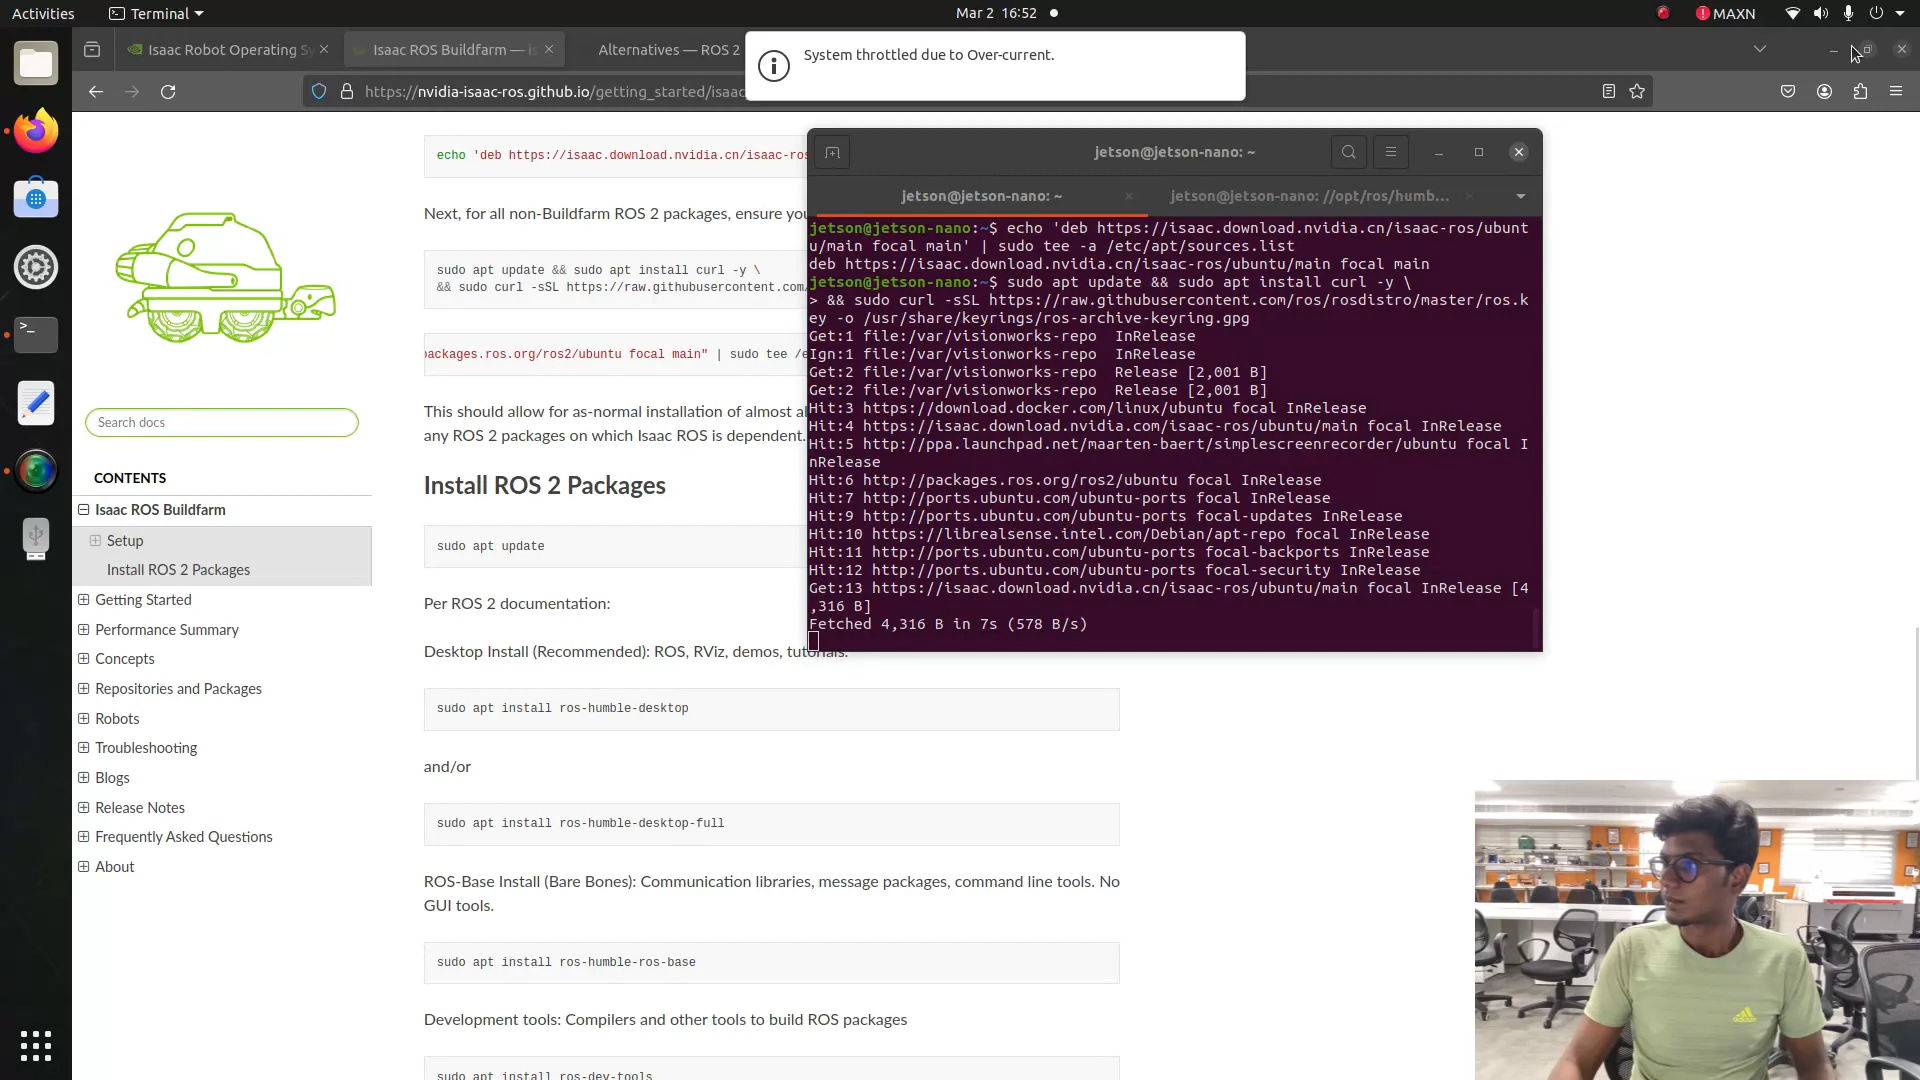 Activities
Terminal
Mar 2 16:52
MAXN
Isaac Robot Operating Sy
Isaac ROS Buildfarm — is
Alternatives — ROS 2
System throttled due to Over-current.
https://nvidia-isaac-ros.github.io/getting_started/isaac
echo 'deb https://isaac.download.nvidia.cn/isaac-ros
Next, for all non-Buildfarm ROS 2 packages, ensure you
sudo apt update && sudo apt install curl -y \
&& sudo curl -sSL https://raw.githubusercontent.com/
packages.ros.org/ros2/ubuntu focal main" | sudo tee /e
This should allow for as-normal installation of almost al
any ROS 2 packages on which Isaac ROS is dependent.
Install ROS 2 Packages
sudo apt update
Per ROS 2 documentation:
Desktop Install (Recommended): ROS, RViz, demos, tutorials.
sudo apt install ros-humble-desktop
and/or
sudo apt install ros-humble-desktop-full
ROS-Base Install (Bare Bones): Communication libraries, message packages, command line tools. No
GUI tools.
sudo apt install ros-humble-ros-base
Development tools: Compilers and other tools to build ROS packages
sudo apt install ros-dev-tools
Search docs
CONTENTS
Isaac ROS Buildfarm
Setup
Install ROS 2 Packages
Getting Started
Performance Summary
Concepts
Repositories and Packages
Robots
Troubleshooting
Blogs
Release Notes
Frequently Asked Questions
About
jetson@jetson-nano: ~
jetson@jetson-nano: ~
jetson@jetson-nano: //opt/ros/humb...
jetson@jetson-nano:~$ echo 'deb https://isaac.download.nvidia.cn/isaac-ros/ubunt
u/main focal main' | sudo tee -a /etc/apt/sources.list
deb https://isaac.download.nvidia.cn/isaac-ros/ubuntu/main focal main
jetson@jetson-nano:~$ sudo apt update && sudo apt install curl -y \
> && sudo curl -sSL https://raw.githubusercontent.com/ros/rosdistro/master/ros.k
ey -o /usr/share/keyrings/ros-archive-keyring.gpg
Get:1 file:/var/visionworks-repo  InRelease
Ign:1 file:/var/visionworks-repo  InRelease
Get:2 file:/var/visionworks-repo  Release [2,001 B]
Get:2 file:/var/visionworks-repo  Release [2,001 B]
Hit:3 https://download.docker.com/linux/ubuntu focal InRelease
Hit:4 https://isaac.download.nvidia.com/isaac-ros/ubuntu/main focal InRelease
Hit:5 http://ppa.launchpad.net/maarten-baert/simplescreenrecorder/ubuntu focal I
nRelease
Hit:6 http://packages.ros.org/ros2/ubuntu focal InRelease
Hit:7 http://ports.ubuntu.com/ubuntu-ports focal InRelease
Hit:9 http://ports.ubuntu.com/ubuntu-ports focal-updates InRelease
Hit:10 https://librealsense.intel.com/Debian/apt-repo focal InRelease
Hit:11 http://ports.ubuntu.com/ubuntu-ports focal-backports InRelease
Hit:12 http://ports.ubuntu.com/ubuntu-ports focal-security InRelease
Get:13 https://isaac.download.nvidia.cn/isaac-ros/ubuntu/main focal InRelease [4
,316 B]
Fetched 4,316 B in 7s (578 B/s)
adidas